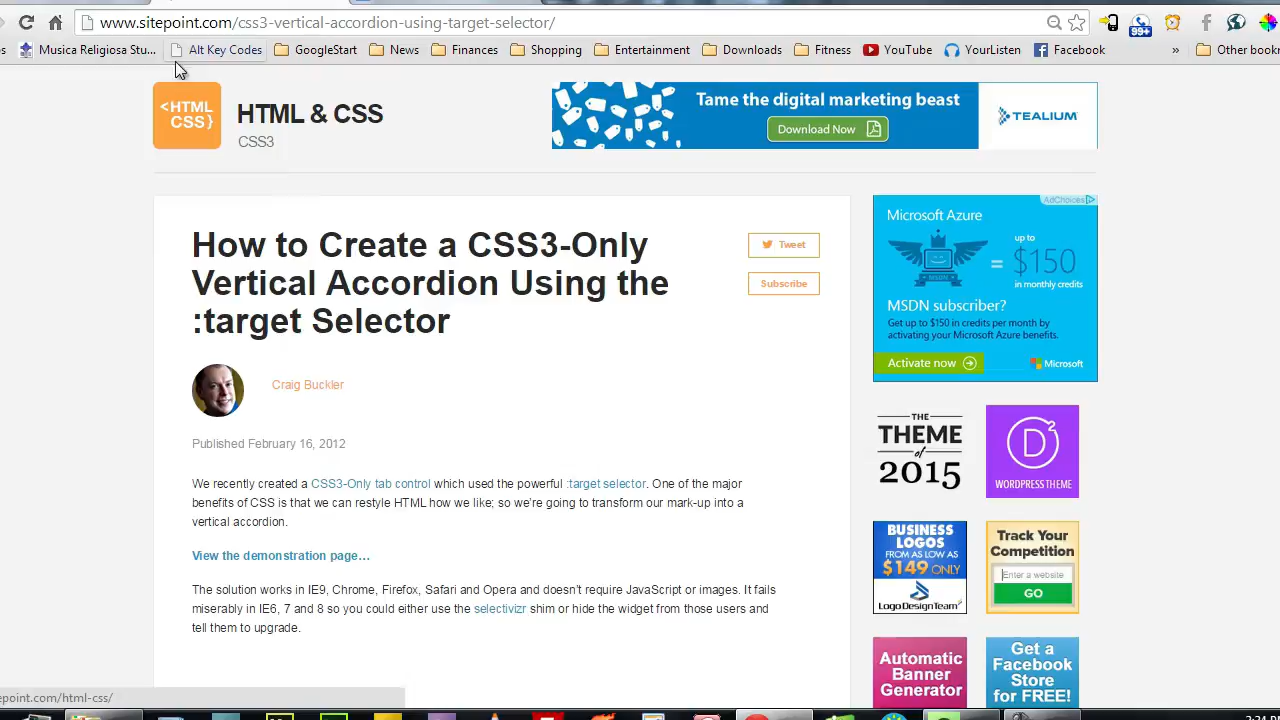 www.sitepoint.com/css3-vertical-accordion-using-target-selector/
99+
Musica Religiosa Stu...
Alt Key Codes
GoogleStart
News
Finances
Shopping
Entertainment
Downloads
Fitness
YouTube
YourListen
Facebook
»
Other book
<HTML
CSS}
HTML & CSS
CSS3
Tame the digital marketing beast
Download Now
TEALIUM
How to Create a CSS3-Only
Vertical Accordion Using the
:target Selector
Tweet
Subscribe
Craig Buckler
Published February 16, 2012
We recently created a CSS3-Only tab control which used the powerful :target selector. One of the major
benefits of CSS is that we can restyle HTML how we like; so we're going to transform our mark-up into a
vertical accordion.
View the demonstration page…
The solution works in IE9, Chrome, Firefox, Safari and Opera and doesn't require JavaScript or images. It fails
miserably in IE6, 7 and 8 so you could either use the selectivizr shim or hide the widget from those users and
tell them to upgrade.
AdChoices
Microsoft Azure
up to
= $150
in monthly credits
MSDN
MSDN subscriber?
Get up to $150 in credits per month by
activating your Microsoft Azure benefits.
Activate now
Microsoft
THE
THEME
of
2015
D2
WORDPRESS THEME
BUSINESS
LOGOS
FROM AS LOW AS
$149 ONLY
LogoDesignTeam
Track Your
Competition
Enter a website
GO
Automatic
Banner
Generator
Get a
Facebook
Store
for FREE!
epoint.com/html-css/